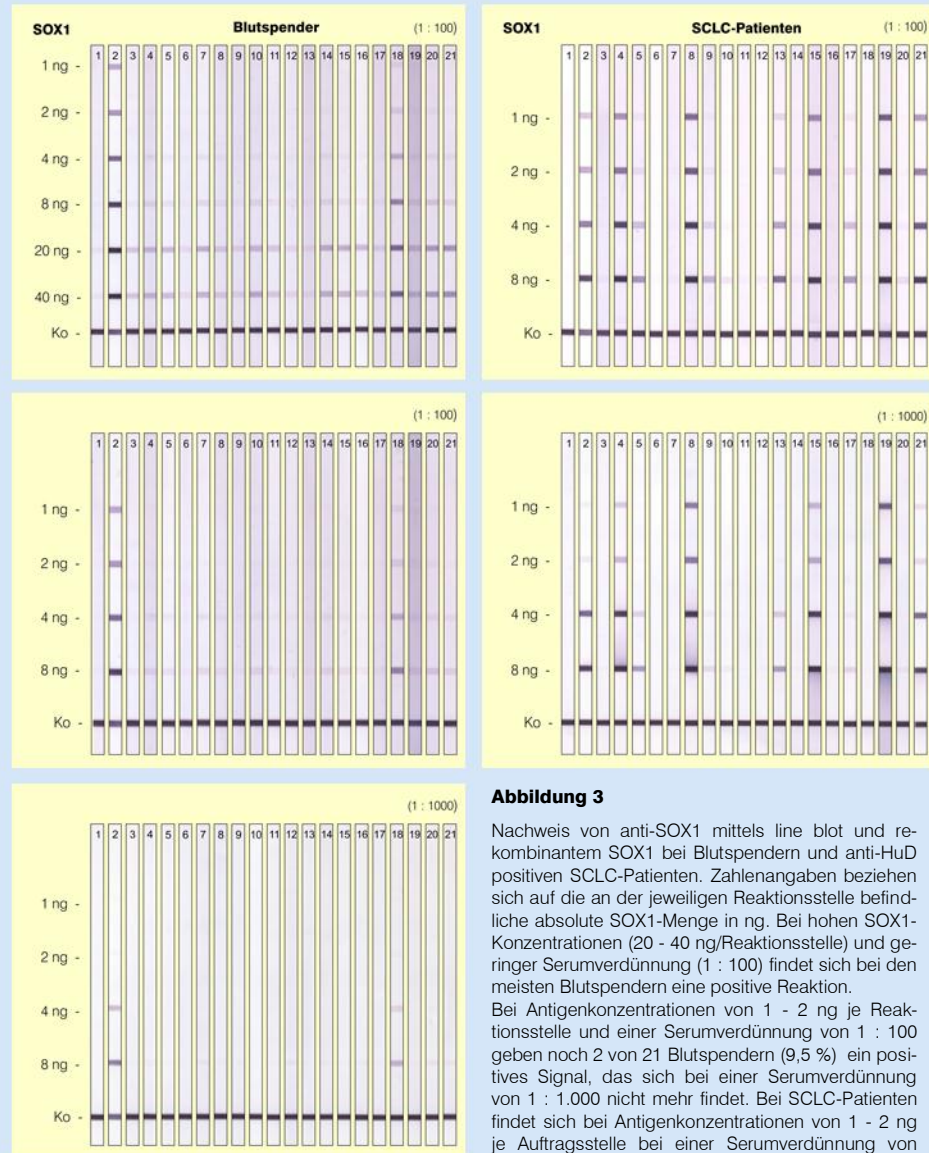 SOX1 Blutspender (1 : 100)
1 2 3 4 5 6 7 8 9 10 11 12 13 14 15 16 17 18 19 20 21
1 ng -
2 ng -
4 ng -
8 ng -
20 ng -
40 ng -
Ko -
SOX1 SCLC-Patienten (1 : 100)
1 2 3 4 5 6 7 8 9 10 11 12 13 14 15 16 17 18 19 20 21
1 ng -
2 ng -
4 ng -
8 ng -
Ko -
(1 : 100)
1 2 3 4 5 6 7 8 9 10 11 12 13 14 15 16 17 18 19 20 21
1 ng -
2 ng -
4 ng -
8 ng -
Ko -
(1 : 1000)
1 2 3 4 5 6 7 8 9 10 11 12 13 14 15 16 17 18 19 20 21
1 ng -
2 ng -
4 ng -
8 ng -
Ko -
(1 : 1000)
1 2 3 4 5 6 7 8 9 10 11 12 13 14 15 16 17 18 19 20 21
1 ng -
2 ng -
4 ng -
8 ng -
Ko -
Abbildung 3
Nachweis von anti-SOX1 mittels line blot und re-
kombinantem SOX1 bei Blutspendern und anti-HuD
positiven SCLC-Patienten. Zahlenangaben beziehen
sich auf die an der jeweiligen Reaktionsstelle befind-
liche absolute SOX1-Menge in ng. Bei hohen SOX1-
Konzentrationen (20 - 40 ng/Reaktionsstelle) und ge-
ringer Serumverdünnung (1 : 100) findet sich bei den
meisten Blutspendern eine positive Reaktion.
Bei Antigenkonzentrationen von 1 - 2 ng je Reak-
tionsstelle und einer Serumverdünnung von 1 : 100
geben noch 2 von 21 Blutspendern (9,5 %) ein posi-
tives Signal, das sich bei einer Serumverdünnung
von 1 : 1.000 nicht mehr findet. Bei SCLC-Patienten
findet sich bei Antigenkonzentrationen von 1 - 2 ng
je Auftragsstelle bei einer Serumverdünnung von